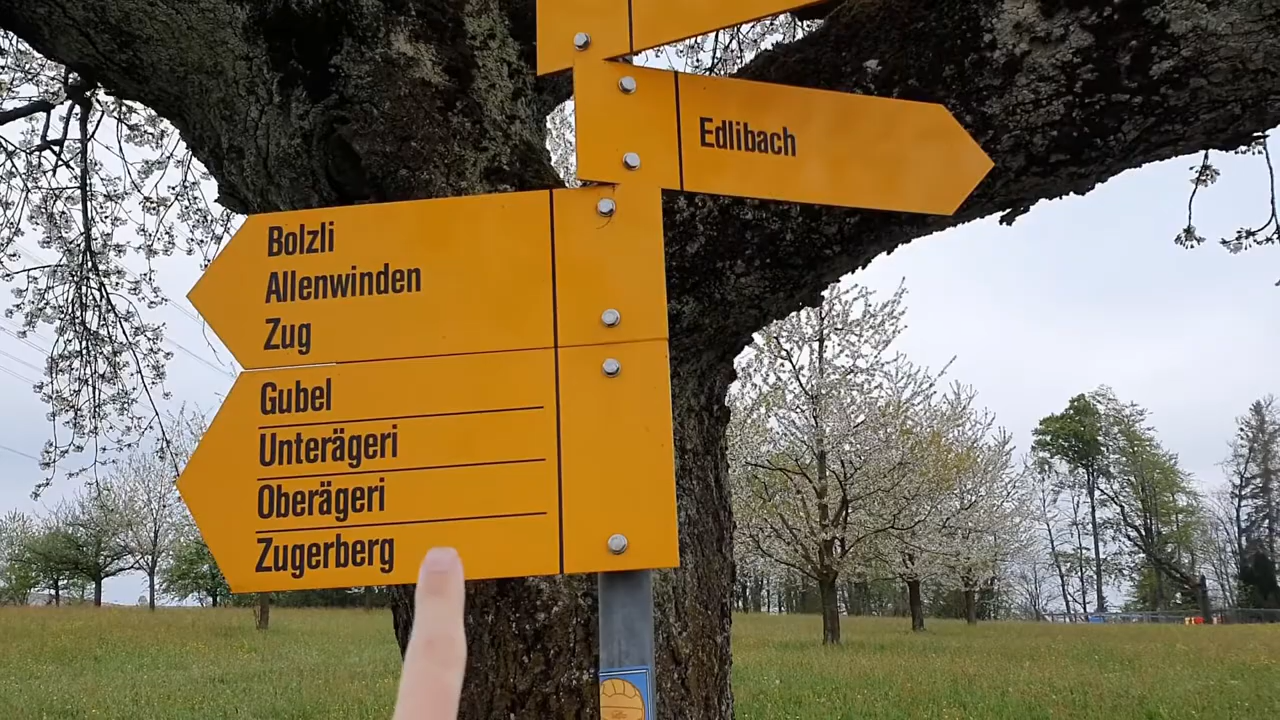 Edlibach
Bolzli
Allenwinden
Zug
Gubel
Unterägeri
Oberägeri
Zugerberg